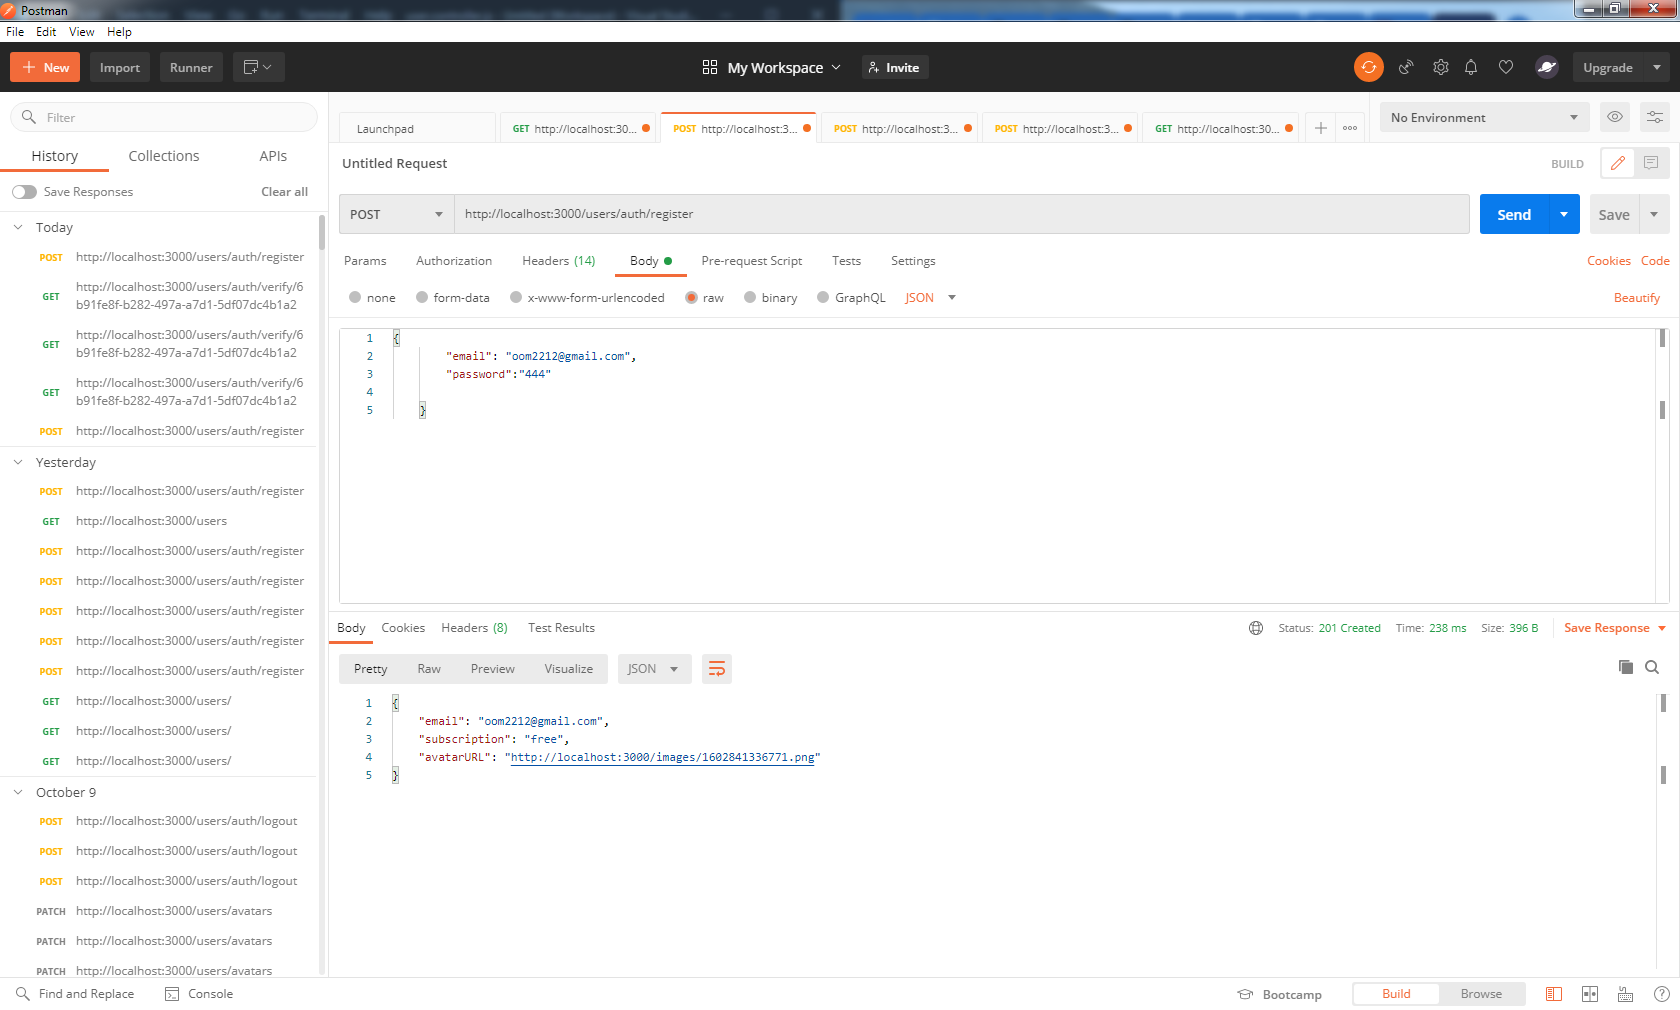 Postman
File Edit View Help
New Import Runner My Workspace Invite Upgrade
Filter
History Collections APIs
Save Responses Clear all
Today
POST http://localhost:3000/users/auth/register
GET http://localhost:3000/users/auth/verify/6
b91fe8f-b282-497a-a7d1-5df07dc4b1a2
GET http://localhost:3000/users/auth/verify/6
b91fe8f-b282-497a-a7d1-5df07dc4b1a2
GET http://localhost:3000/users/auth/verify/6
b91fe8f-b282-497a-a7d1-5df07dc4b1a2
POST http://localhost:3000/users/auth/register
Yesterday
POST http://localhost:3000/users/auth/register
GET http://localhost:3000/users
POST http://localhost:3000/users/auth/register
POST http://localhost:3000/users/auth/register
POST http://localhost:3000/users/auth/register
POST http://localhost:3000/users/auth/register
POST http://localhost:3000/users/auth/register
GET http://localhost:3000/users/
GET http://localhost:3000/users/
GET http://localhost:3000/users/
October 9
POST http://localhost:3000/users/auth/logout
POST http://localhost:3000/users/auth/logout
POST http://localhost:3000/users/auth/logout
PATCH http://localhost:3000/users/avatars
PATCH http://localhost:3000/users/avatars
PATCH http://localhost:3000/users/avatars
Launchpad GET http://localhost:30... POST http://localhost:3... POST http://localhost:3... POST http://localhost:3... GET http://localhost:30... No Environment
Untitled Request BUILD
POST http://localhost:3000/users/auth/register Send Save
Params Authorization Headers (14) Body Pre-request Script Tests Settings Cookies Code
none form-data x-www-form-urlencoded raw binary GraphQL JSON Beautify
1 {
2 "email": "oom2212@gmail.com",
3 "password":"444"
4
5 }
Body Cookies Headers (8) Test Results Status: 201 Created Time: 238 ms Size: 396 B Save Response
Pretty Raw Preview Visualize JSON
1 {
2 "email": "oom2212@gmail.com",
3 "subscription": "free",
4 "avatarURL": "http://localhost:3000/images/1602841336771.png"
5 }
Find and Replace Console Bootcamp Build Browse